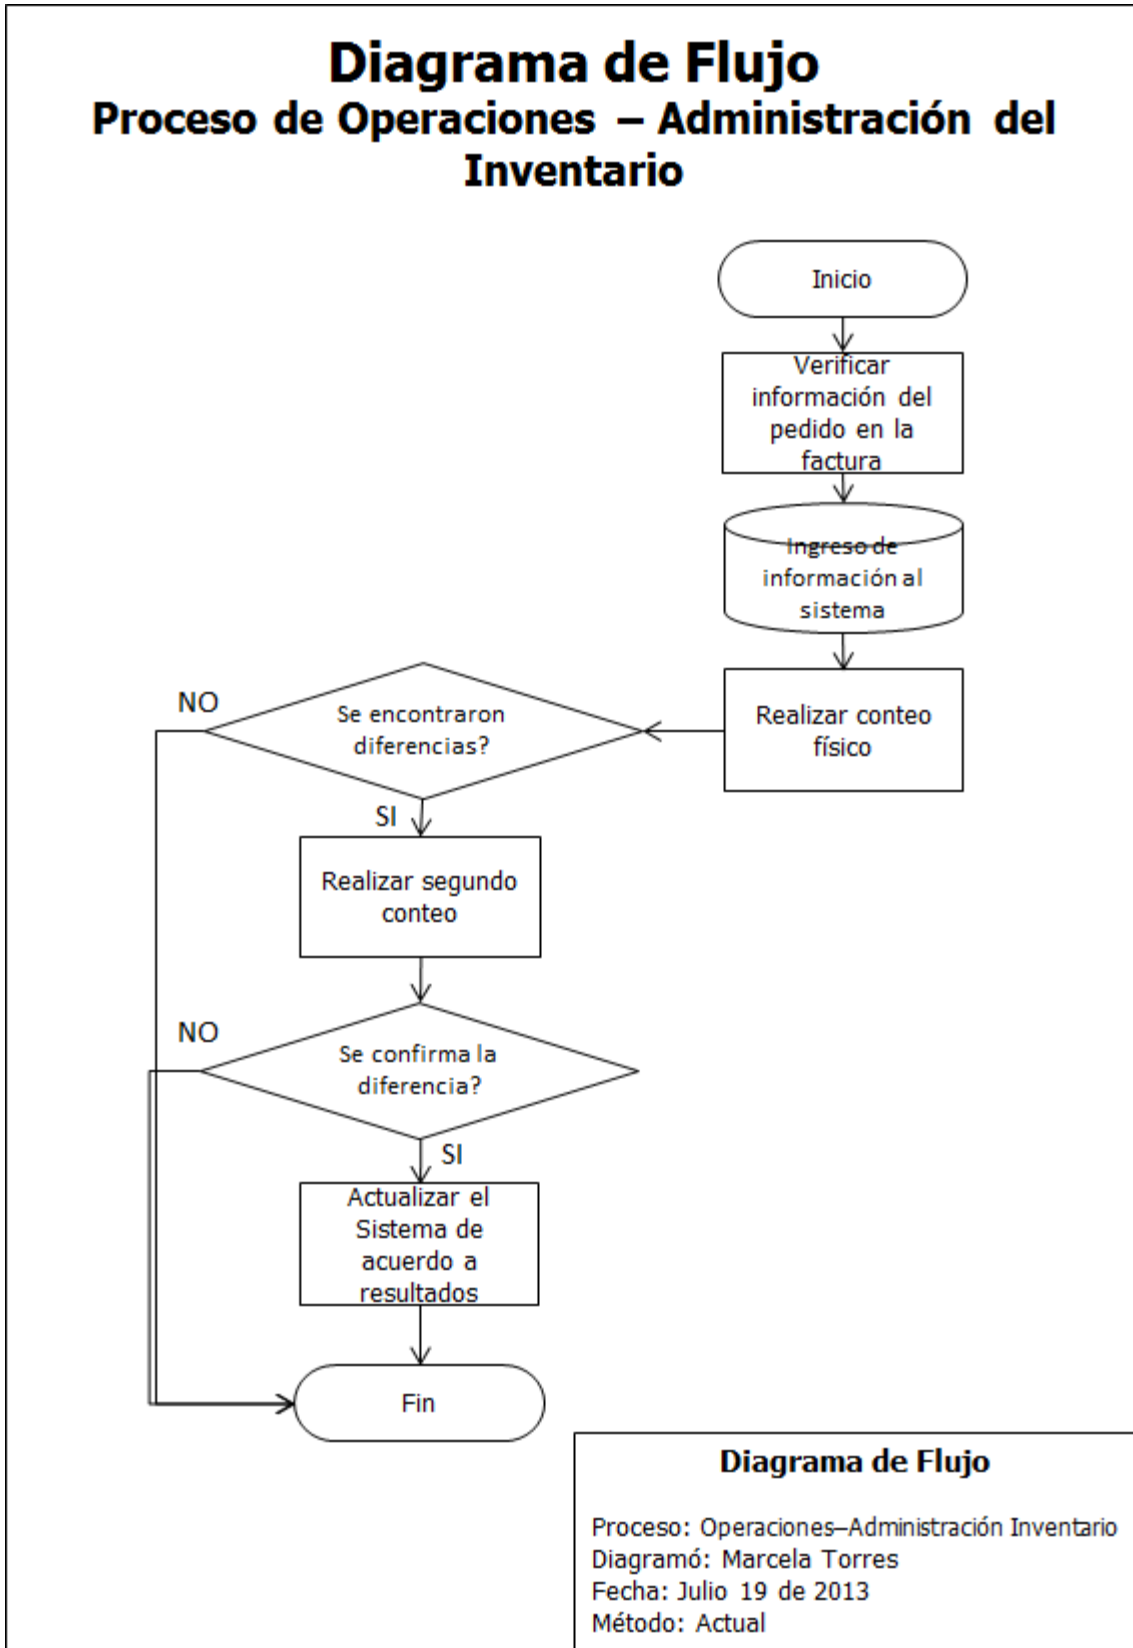 Diagrama de Flujo
Proceso de Operaciones – Administración del
Inventario
Inicio
Verificar
información del
pedido en la
factura
Ingreso de
información al
sistema
Realizar conteo
físico
NO
Se encontraron
diferencias?
SI
Realizar segundo
conteo
NO
Se confirma la
diferencia?
SI
Actualizar el
Sistema de
acuerdo a
resultados
Fin
Diagrama de Flujo
Proceso: Operaciones–Administración Inventario
Diagramó: Marcela Torres
Fecha: Julio 19 de 2013
Método: Actual